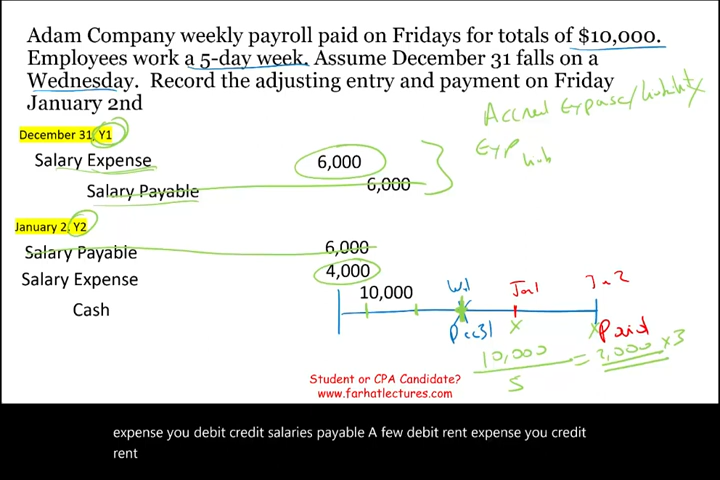 Adam Company weekly payroll paid on Fridays for totals of $10,000.
Employees work a 5-day week. Assume December 31 falls on a
Wednesday. Record the adjusting entry and payment on Friday
January 2nd
Accrued Expense/liability
Exp
liab
December 31, Y1
Salary Expense 6,000
Salary Payable 6,000
January 2, Y2
Salary Payable 6,000
Salary Expense 4,000
Cash 10,000
Wed Jan 1 Jan 2
Dec 31 Paid
10,000 / 5 = 2,000 x 3
Student or CPA Candidate?
www.farhatlectures.com
expense you debit credit salaries payable A few debit rent expense you credit
rent